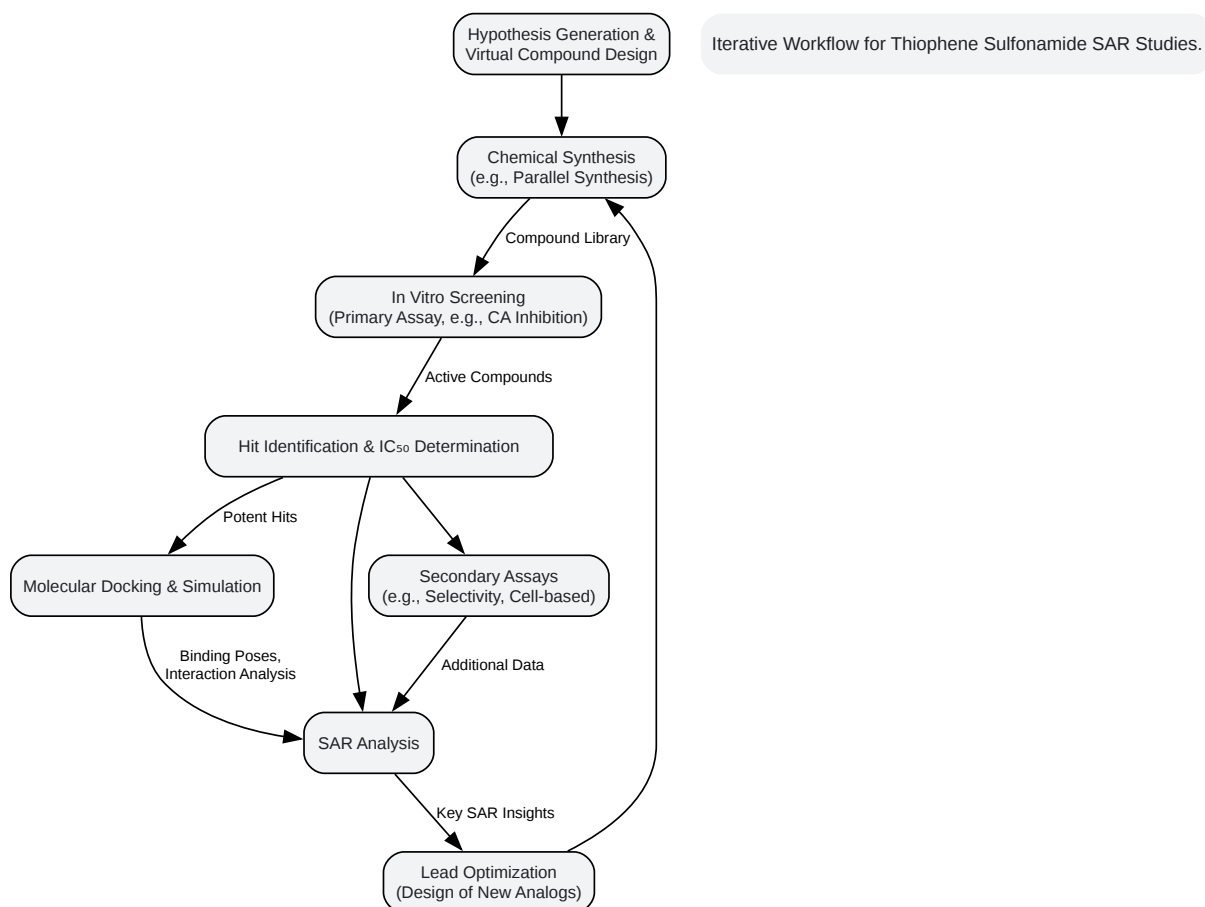 Hypothesis Generation &
Virtual Compound Design
Iterative Workflow for Thiophene Sulfonamide SAR Studies.
Chemical Synthesis
(e.g., Parallel Synthesis)
Compound Library
In Vitro Screening
(Primary Assay, e.g., CA Inhibition)
Active Compounds
Hit Identification & IC₅₀ Determination
Potent Hits
Molecular Docking & Simulation
Secondary Assays
(e.g., Selectivity, Cell-based)
Binding Poses,
Interaction Analysis
Additional Data
SAR Analysis
Key SAR Insights
Lead Optimization
(Design of New Analogs)